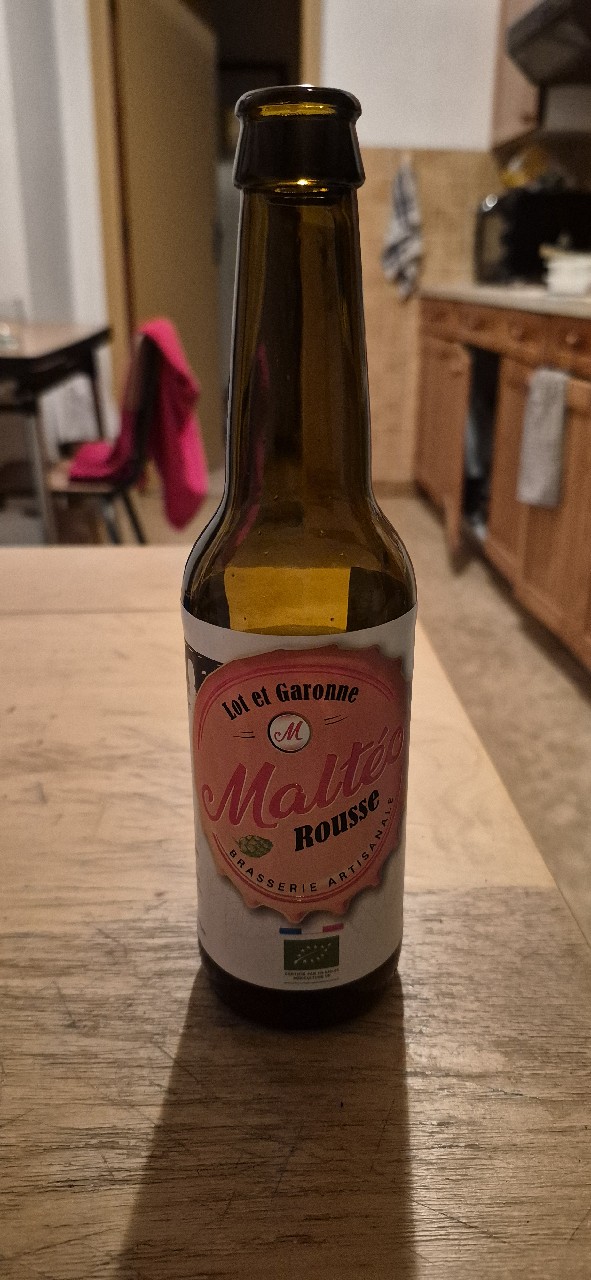 Lot et Garonne
M
Maltéo
Rousse
BRASSERIE ARTISANALE